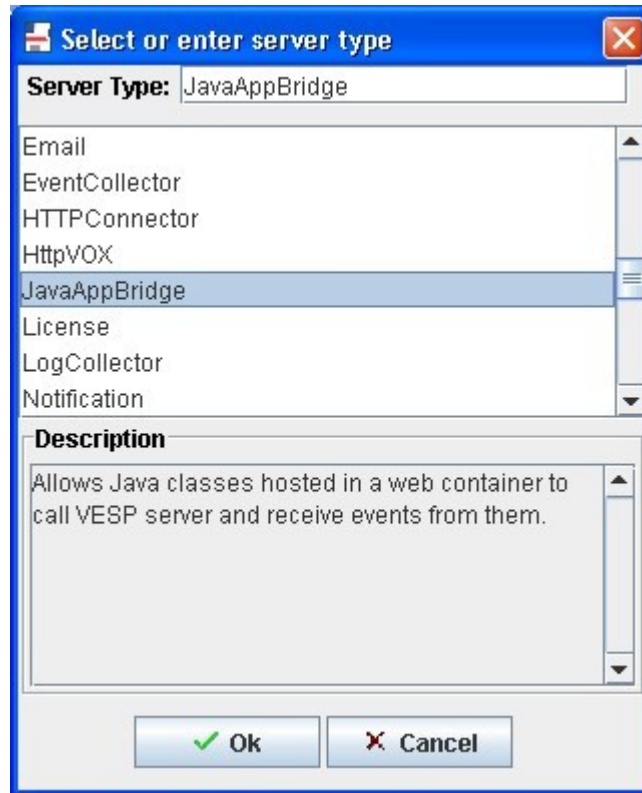 Select or enter server type
Server Type: JavaAppBridge
Email
EventCollector
HTTPConnector
HttpVOX
JavaAppBridge
License
LogCollector
Notification
Description
Allows Java classes hosted in a web container to
call VESP server and receive events from them.
Ok Cancel